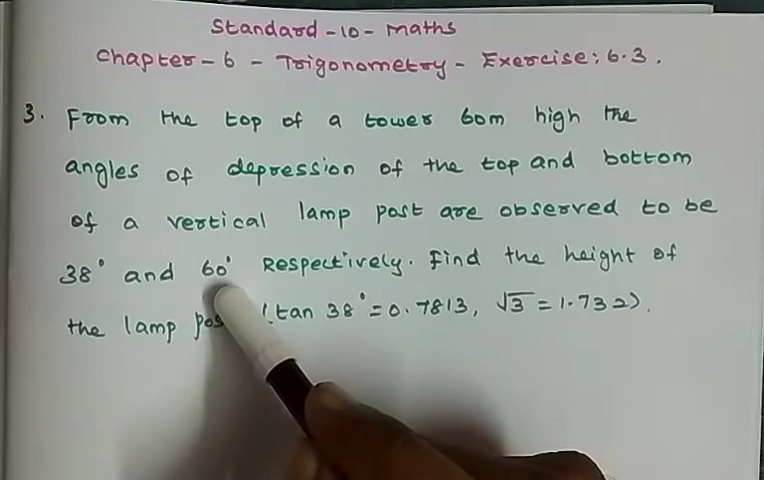 Standard - 10 - Maths
Chapter - 6 - Trigonometry - Exercise: 6.3.
3. From the top of a tower 60m high the
angles of depression of the top and bottom
of a vertical lamp post are observed to be
38° and 60° Respectively. Find the height of
the lamp (tan 38° = 0.7813, √3 = 1.732).